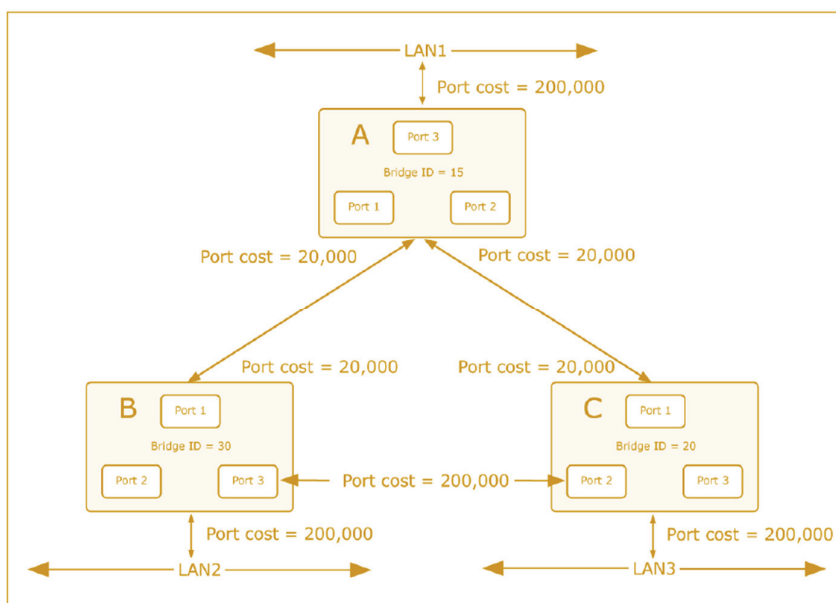 LAN1
Port cost = 200,000
A
Port 3
Bridge ID = 15
Port 1
Port 2
Port cost = 20,000
Port cost = 20,000
Port cost = 20,000
Port cost = 20,000
B
Port 1
Bridge ID = 30
Port 2
Port 3
C
Port 1
Bridge ID = 20
Port 2
Port 3
Port cost = 200,000
Port cost = 200,000
Port cost = 200,000
LAN2
LAN3